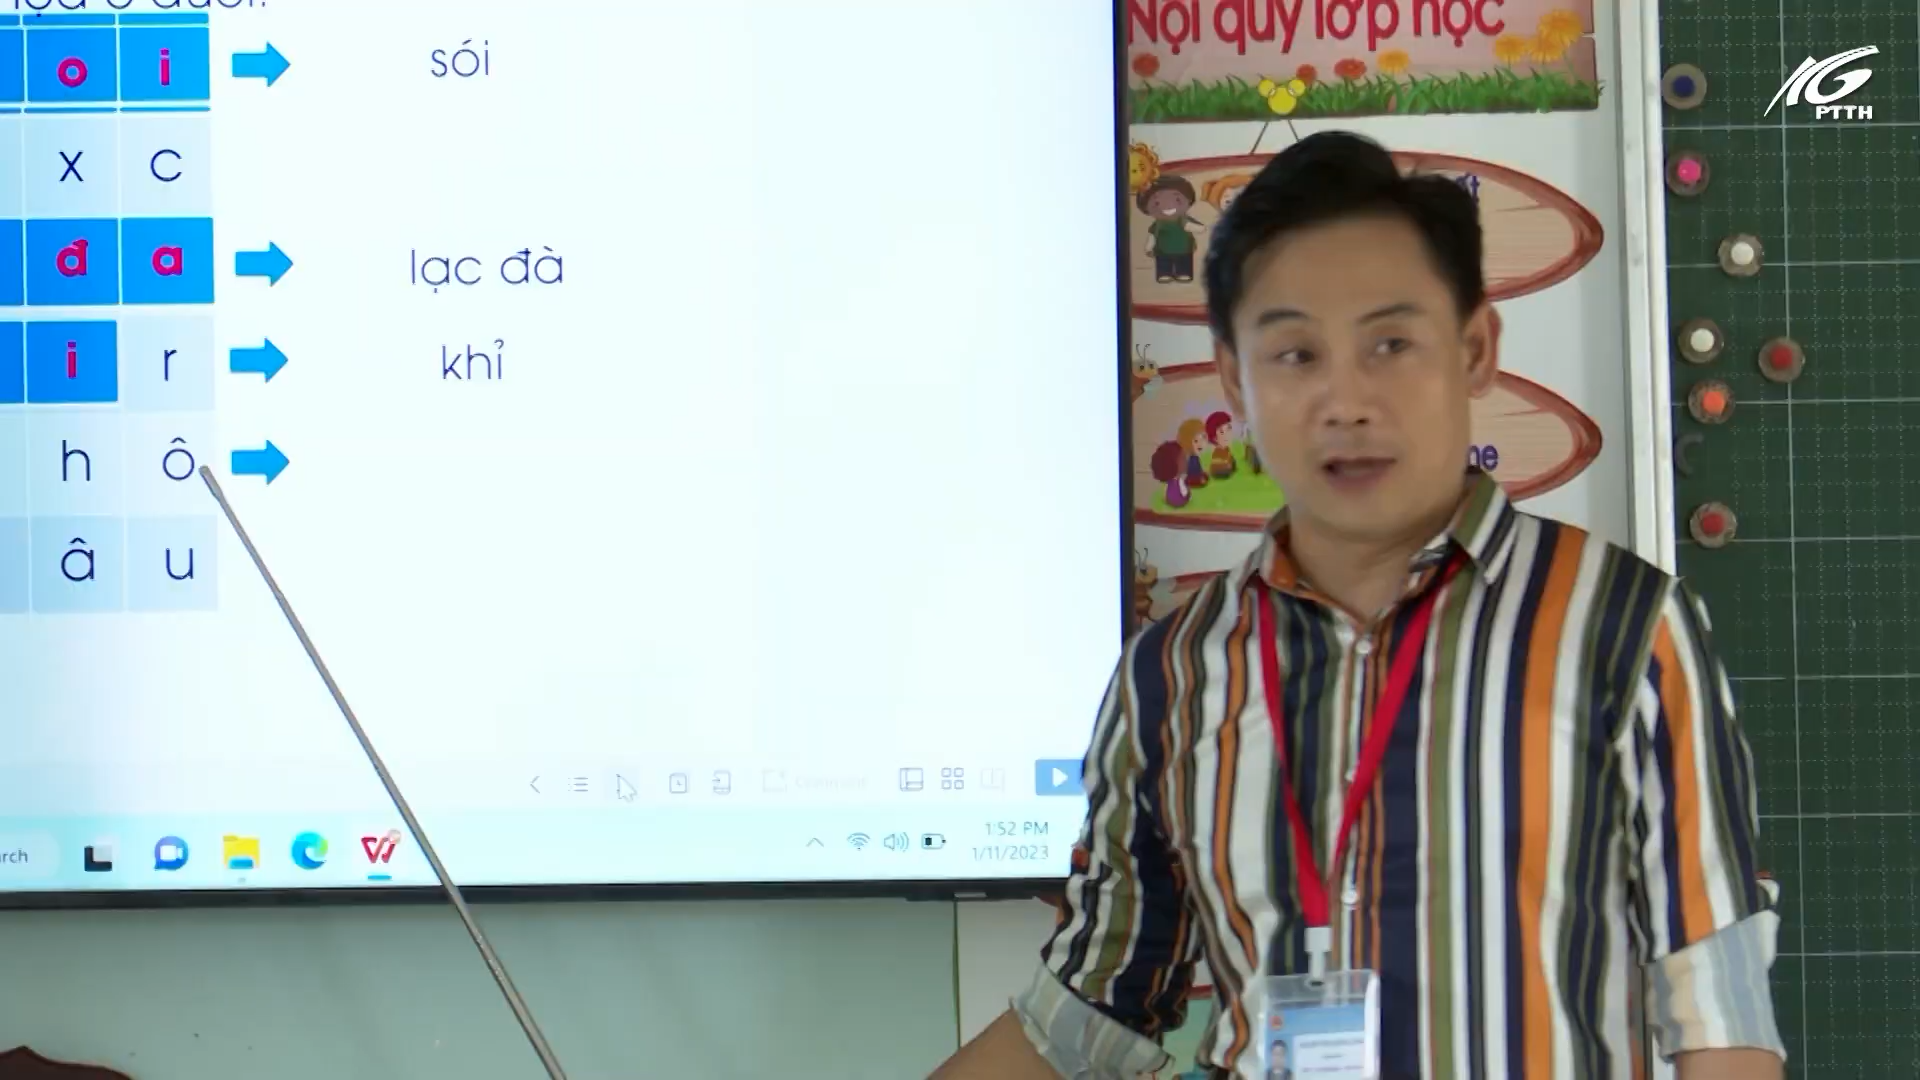 o i sói
x c
đ a lạc đà
i r khỉ
h ô
â u
1:52 PM
1/11/2023
Nội quy lớp học
PTTH